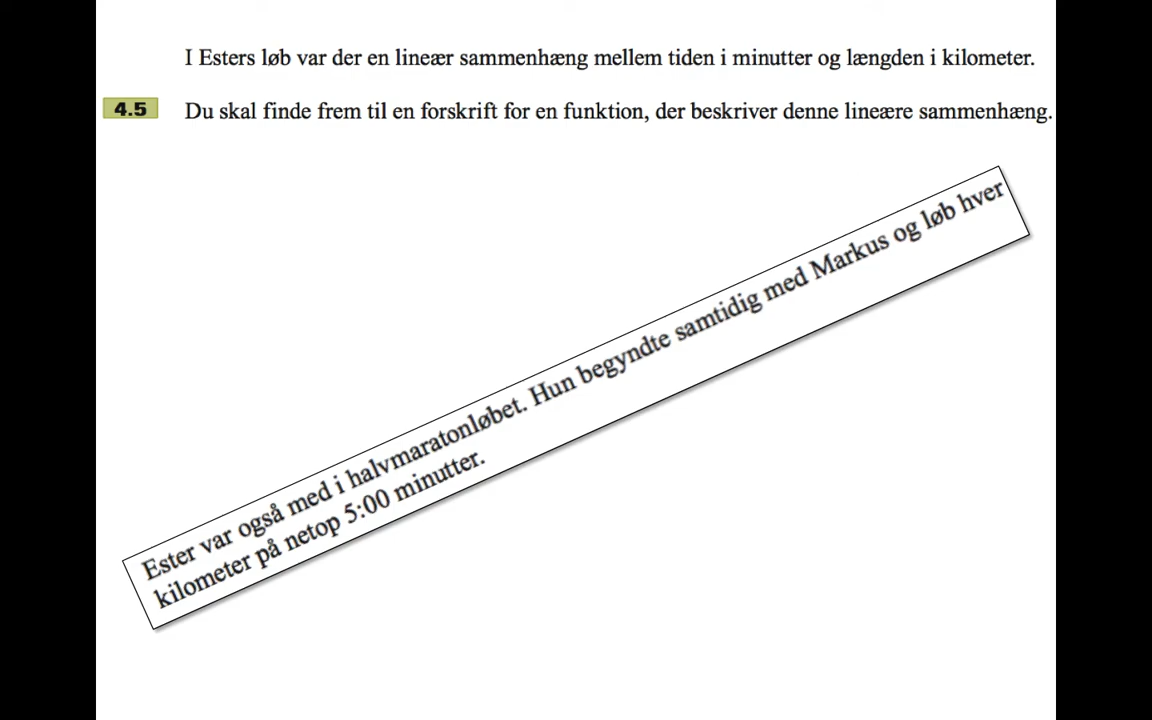 I Esters løb var der en lineær sammenhæng mellem tiden i minutter og længden i kilometer.
4.5 Du skal finde frem til en forskrift for en funktion, der beskriver denne lineære sammenhæng.
Ester var også med i halvmaratonløbet. Hun begyndte samtidig med Markus og løb hver
kilometer på netop 5:00 minutter.